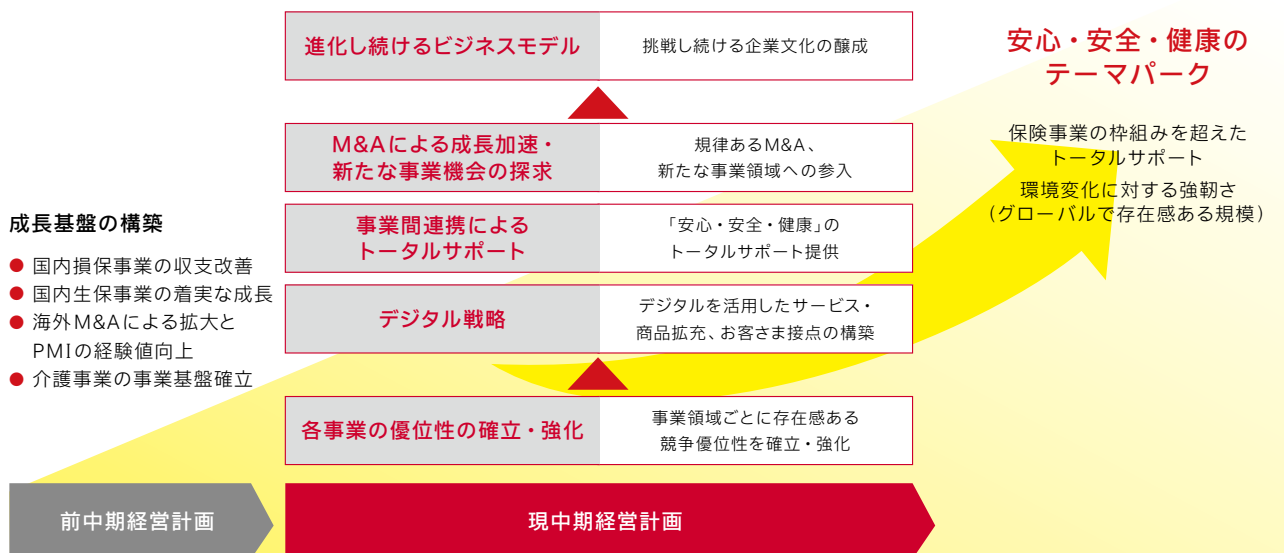 進化し続けるビジネスモデル
挑戦し続ける企業文化の醸成
M&Aによる成長加速・
新たな事業機会の探求
規律あるM&A、
新たな事業領域への参入
事業間連携による
トータルサポート
「安心・安全・健康」の
トータルサポート提供
デジタル戦略
デジタルを活用したサービス・
商品拡充、お客さま接点の構築
各事業の優位性の確立・強化
事業領域ごとに存在感ある
競争優位性を確立・強化
成長基盤の構築
● 国内損保事業の収支改善
● 国内生保事業の着実な成長
● 海外M&Aによる拡大と
PMIの経験値向上
● 介護事業の事業基盤確立
安心・安全・健康の
テーマパーク
保険事業の枠組みを超えた
トータルサポート
環境変化に対する強靭さ
（グローバルで存在感ある規模）
前中期経営計画
現中期経営計画